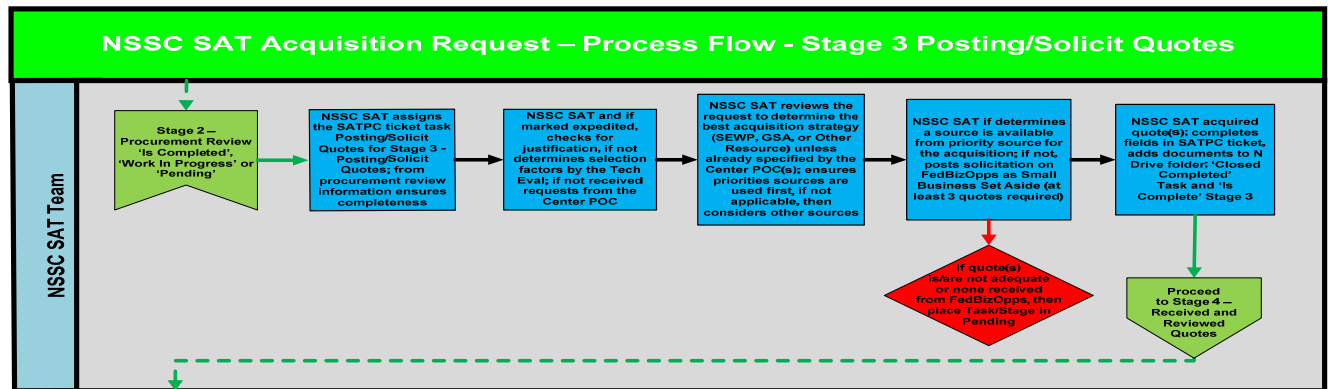 NSSC SAT Acquisition Request – Process Flow - Stage 3 Posting/Solicit Quotes
NSSC SAT Team
Stage 2 –
Procurement Review
'Is Completed',
'Work In Progress' or
'Pending'
NSSC SAT assigns
the SATPC ticket task
Posting/Solicit
Quotes for Stage 3 -
Posting/Solicit
Quotes; from
procurement review
information ensures
completeness
NSSC SAT and if
marked expedited,
checks for
justification, if not
determines selection
factors by the Tech
Eval; if not received
requests from the
Center POC
NSSC SAT reviews the
request to determine the
best acquisition strategy
(SEWP, GSA, or Other
Resource) unless
already specified by the
Center POC(s); ensures
priorities sources are
used first, if not
applicable, then
considers other sources
NSSC SAT if determines
a source is available
from priority source for
the acquisition; if not,
posts solicitation on
FedBizOpps as Small
Business Set Aside (at
least 3 quotes required)
NSSC SAT acquired
quote(s); completes
fields in SATPC ticket,
adds documents to N
Drive folder; 'Closed
Completed'
Task and 'Is
Complete' Stage 3
If quote(s)
is/are not adequate
or none received
from FedBizOpps, then
place Task/Stage in
Pending
Proceed
to Stage 4 –
Received and
Reviewed
Quotes